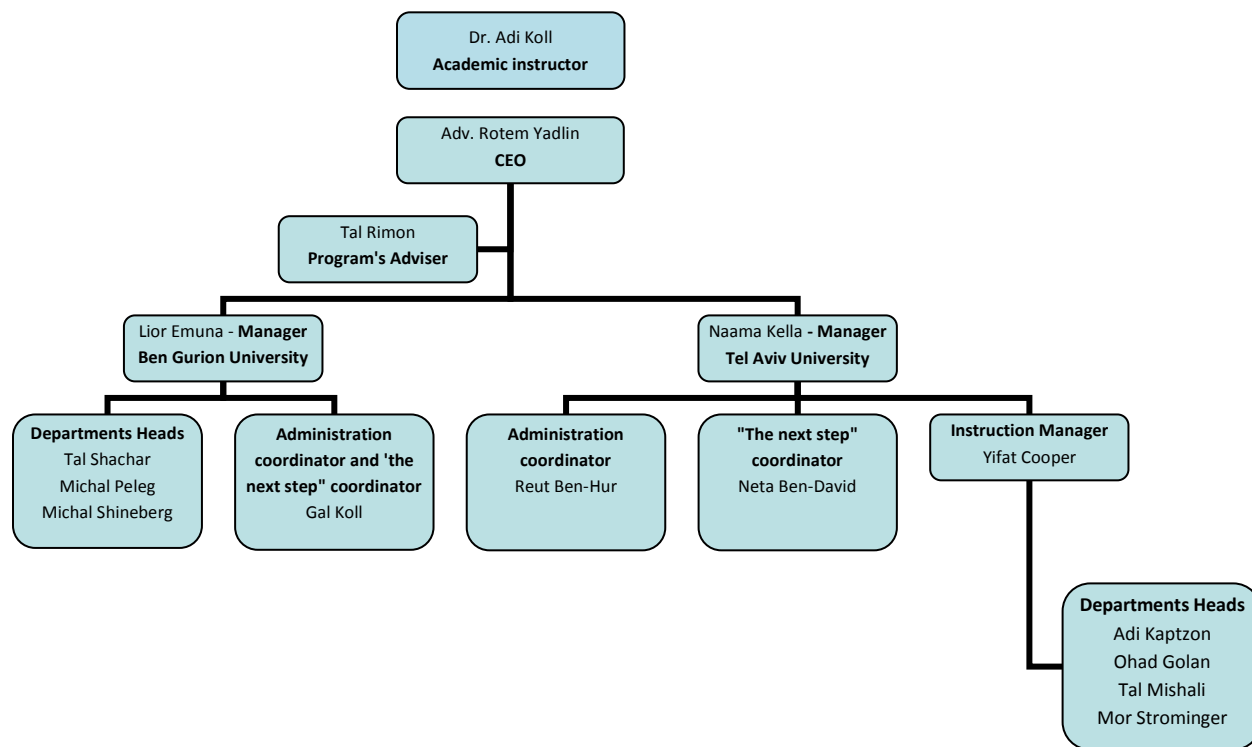 Dr. Adi Koll
Academic instructor
Adv. Rotem Yadlin
CEO
Tal Rimon
Program's Adviser
Lior Emuna - Manager
Ben Gurion University
Naama Kella - Manager
Tel Aviv University
Departments Heads
Tal Shachar
Michal Peleg
Michal Shineberg
Administration
coordinator and 'the
next step" coordinator
Gal Koll
Administration
coordinator
Reut Ben-Hur
"The next step"
coordinator
Neta Ben-David
Instruction Manager
Yifat Cooper
Departments Heads
Adi Kaptzon
Ohad Golan
Tal Mishali
Mor Strominger